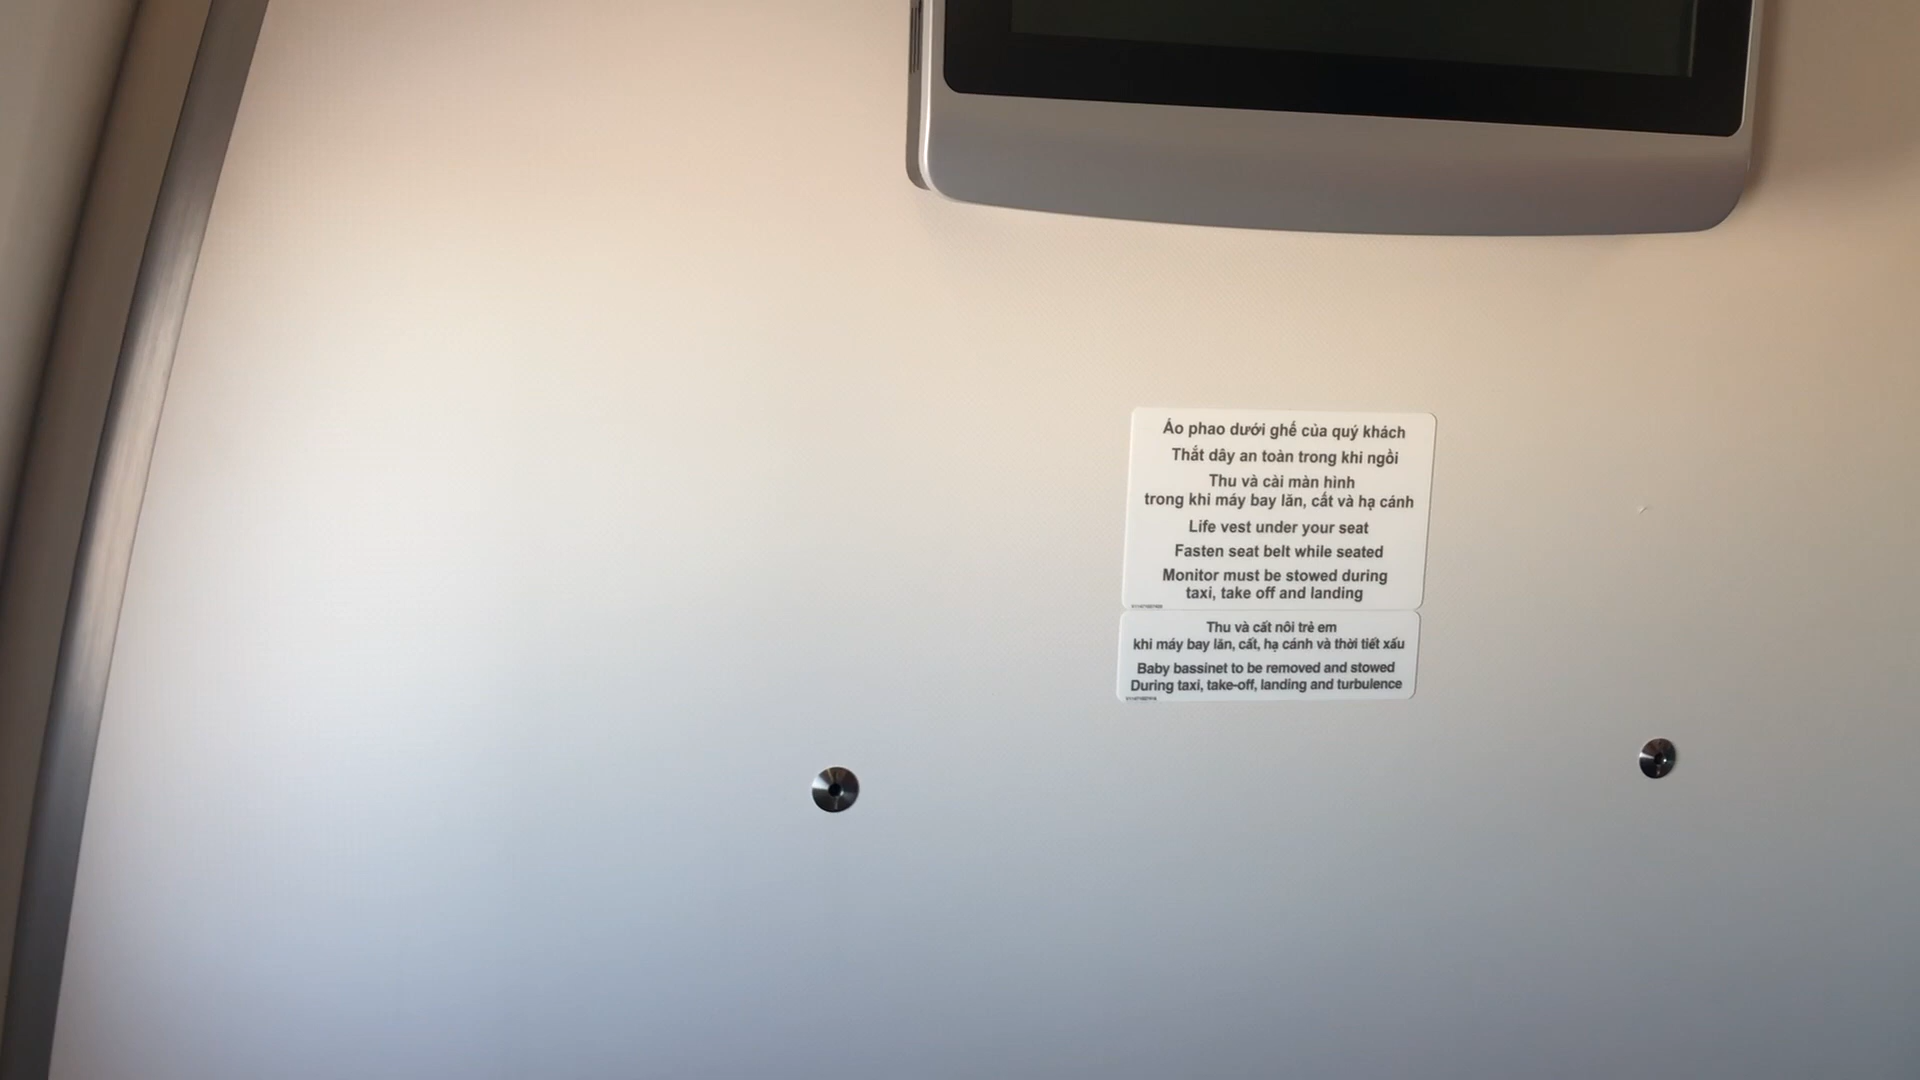 Áo phao dưới ghế của quý khách
Thắt dây an toàn trong khi ngồi
Thu và cài màn hình
trong khi máy bay lăn, cất và hạ cánh
Life vest under your seat
Fasten seat belt while seated
Monitor must be stowed during
taxi, take off and landing
Thu và cất nôi trẻ em
khi máy bay lăn, cất, hạ cánh và thời tiết xấu
Baby bassinet to be removed and stowed
During taxi, take-off, landing and turbulence